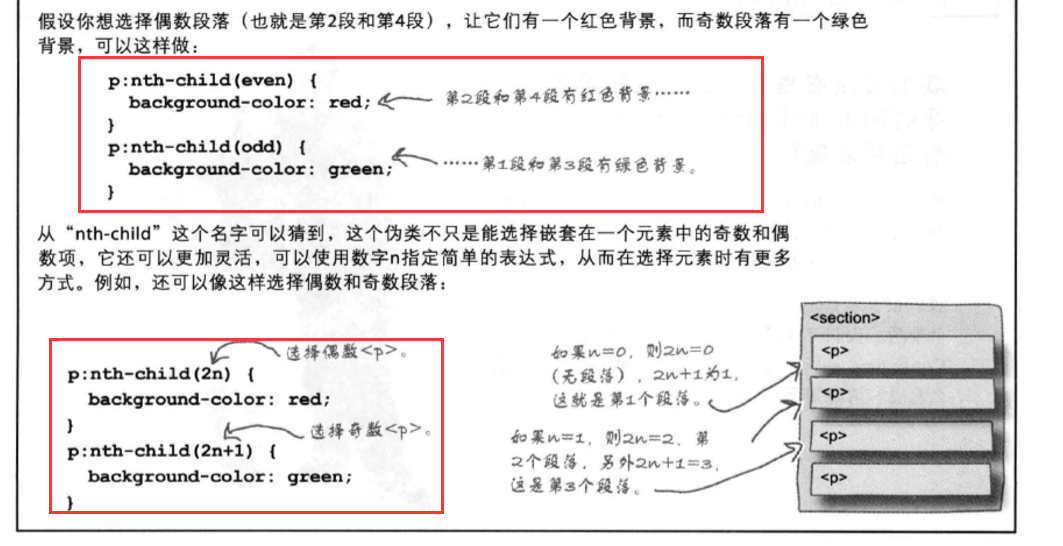 假设你想选择偶数段落（也就是第2段和第4段），让它们有一个红色背景，而奇数段落有一个绿色
背景，可以这样做：
p:nth-child(even) {
background-color: red;
第2段和第4段有红色背景……
}
p:nth-child(odd) {
background-color: green;
……第1段和第3段有绿色背景。
}
从“nth-child”这个名字可以猜到，这个伪类不只是能选择嵌套在一个元素中的奇数和偶
数项，它还可以更加灵活，可以使用数字n指定简单的表达式，从而在选择元素时有更多
方式。例如，还可以像这样选择偶数和奇数段落：
选择偶数<p>。
p:nth-child(2n) {
background-color: red;
}
选择奇数<p>。
p:nth-child(2n+1) {
background-color: green;
}
如果n=0，则2n=0
（无段落），2n+1为1，
这就是第1个段落。
如果n=1，则2n=2，第
2个段落，另外2n+1=3，
这是第3个段落。
<section>
<p>
<p>
<p>
<p>